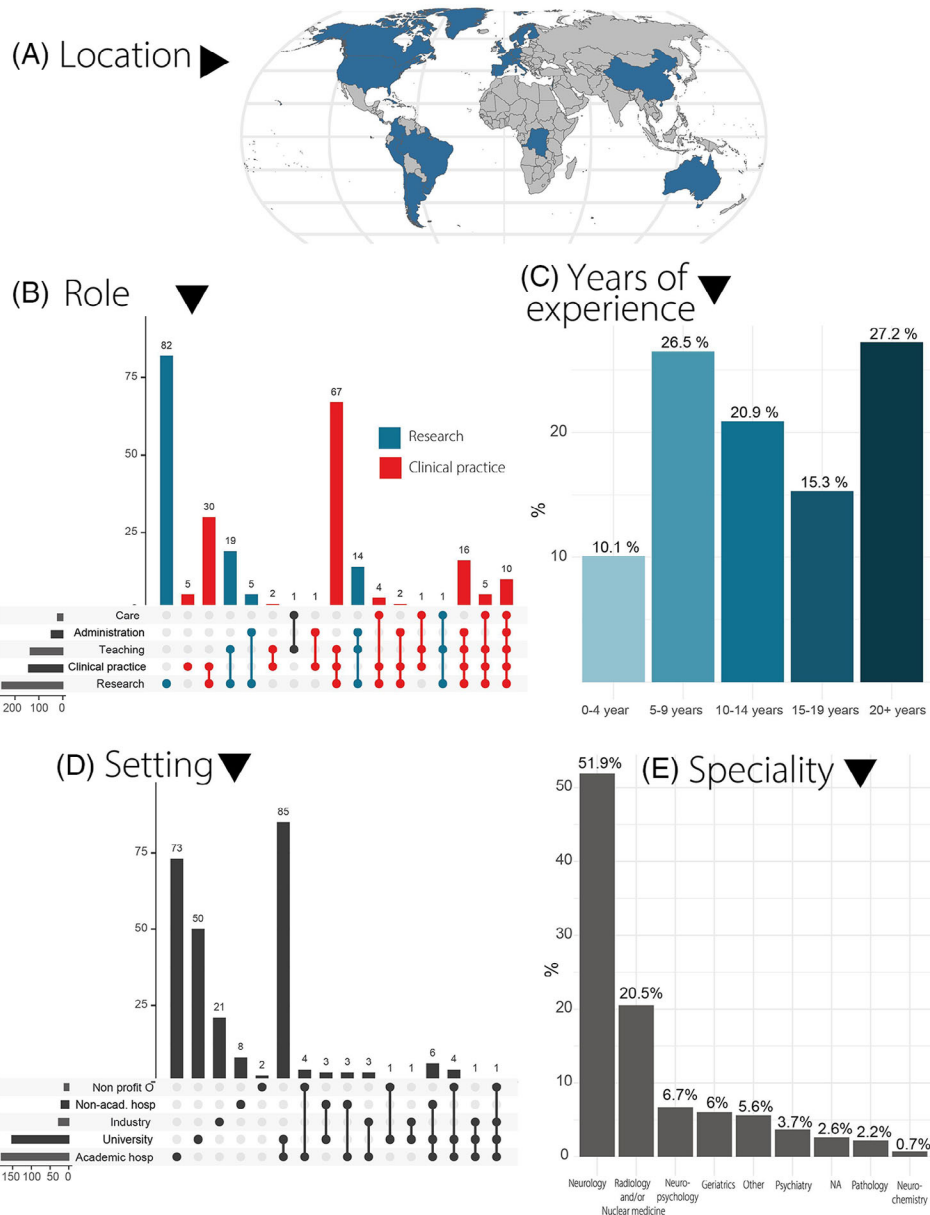 (A) Location
(B) Role
82
75
67
50
30
25
19
16
14
10
5
5
2
1
1
4
2
1
1
5
Research
Clinical practice
Care
Administration
Teaching
Clinical practice
Research
200 100 0
(C) Years of
experience
27.2 %
26.5 %
20.9 %
20
15.3 %
%
10.1 %
10
0-4 year 5-9 years 10-14 years 15-19 years 20+ years
(D) Setting
85
73
75
50
50
25
21
8
2
4 3 3 3 1 1 6 4 1 1
Non profit O
Non-acad. hosp
Industry
University
Academic hosp
150 100 50 0
(E) Speciality
51.9%
50
40
30
%
20.5%
20
10
6.7% 6% 5.6% 3.7% 2.6% 2.2% 0.7%
0
Neurology Radiology Neuro- Geriatrics Other Psychiatry NA Pathology Neuro-
and/or psychology chemistry
Nuclear medicine